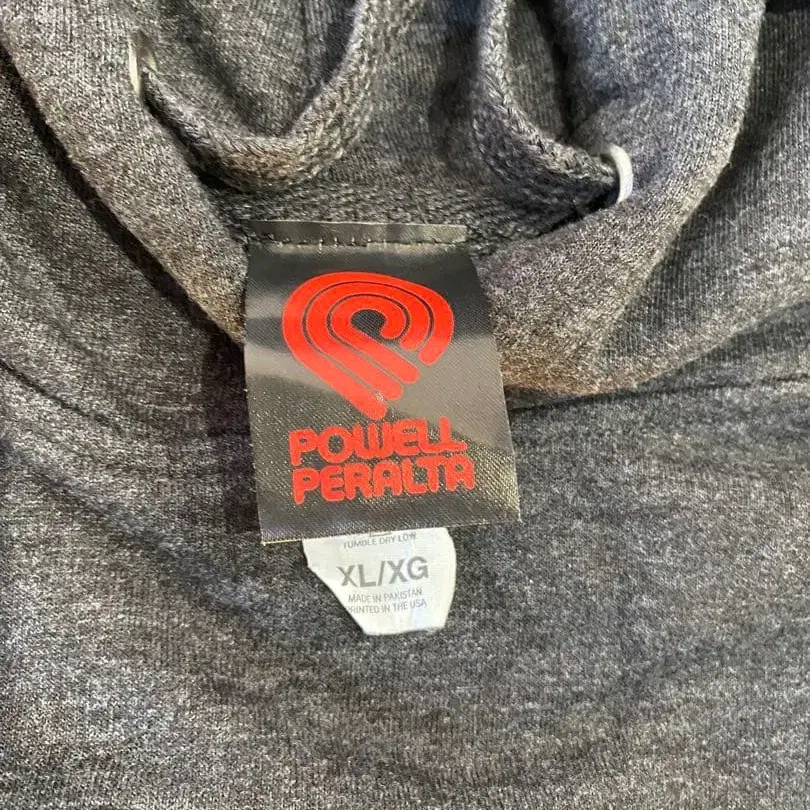 POWELL
PERALTA
TUMBLE DRY LOW
XL/XG
MADE IN PAKISTAN
PRINTED IN THE USA